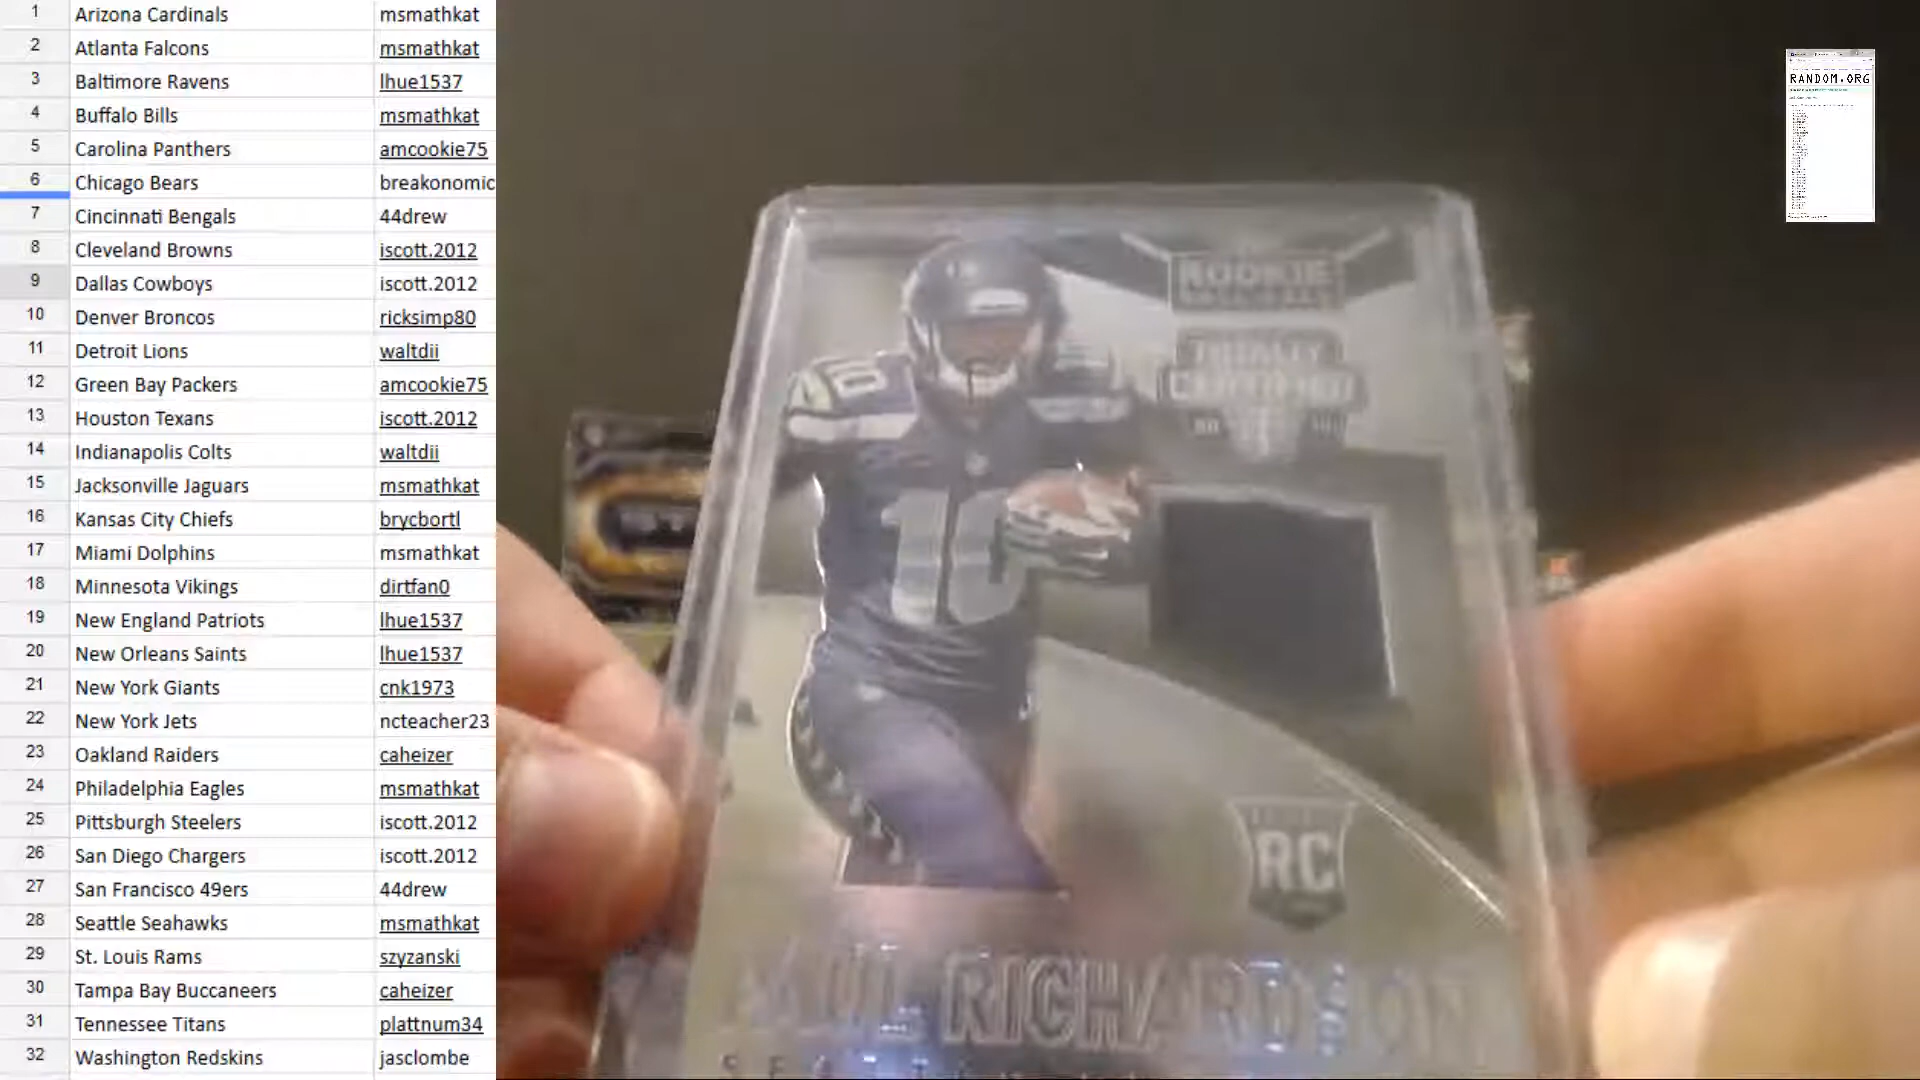 1 Arizona Cardinals msmathkat
2 Atlanta Falcons msmathkat
3 Baltimore Ravens lhue1537
4 Buffalo Bills msmathkat
5 Carolina Panthers amcookie75
6 Chicago Bears breakonomic
7 Cincinnati Bengals 44drew
8 Cleveland Browns iscott.2012
9 Dallas Cowboys iscott.2012
10 Denver Broncos ricksimp80
11 Detroit Lions waltdii
12 Green Bay Packers amcookie75
13 Houston Texans iscott.2012
14 Indianapolis Colts waltdii
15 Jacksonville Jaguars msmathkat
16 Kansas City Chiefs brycbortl
17 Miami Dolphins msmathkat
18 Minnesota Vikings dirtfan0
19 New England Patriots lhue1537
20 New Orleans Saints lhue1537
21 New York Giants cnk1973
22 New York Jets ncteacher23
23 Oakland Raiders caheizer
24 Philadelphia Eagles msmathkat
25 Pittsburgh Steelers iscott.2012
26 San Diego Chargers iscott.2012
27 San Francisco 49ers 44drew
28 Seattle Seahawks msmathkat
29 St. Louis Rams szyzanski
30 Tampa Bay Buccaneers caheizer
31 Tennessee Titans plattnum34
32 Washington Redskins jasclombe
ROOKIE
TOTALLY
CERTIFIED
10
RC
RICHARDSON
RANDOM.ORG